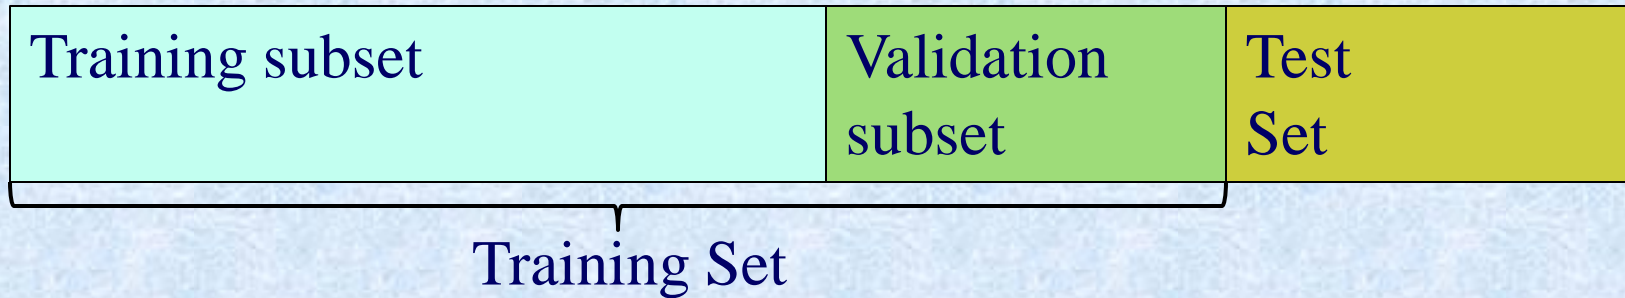 Training subset
Validation
subset
Test
Set
Training Set